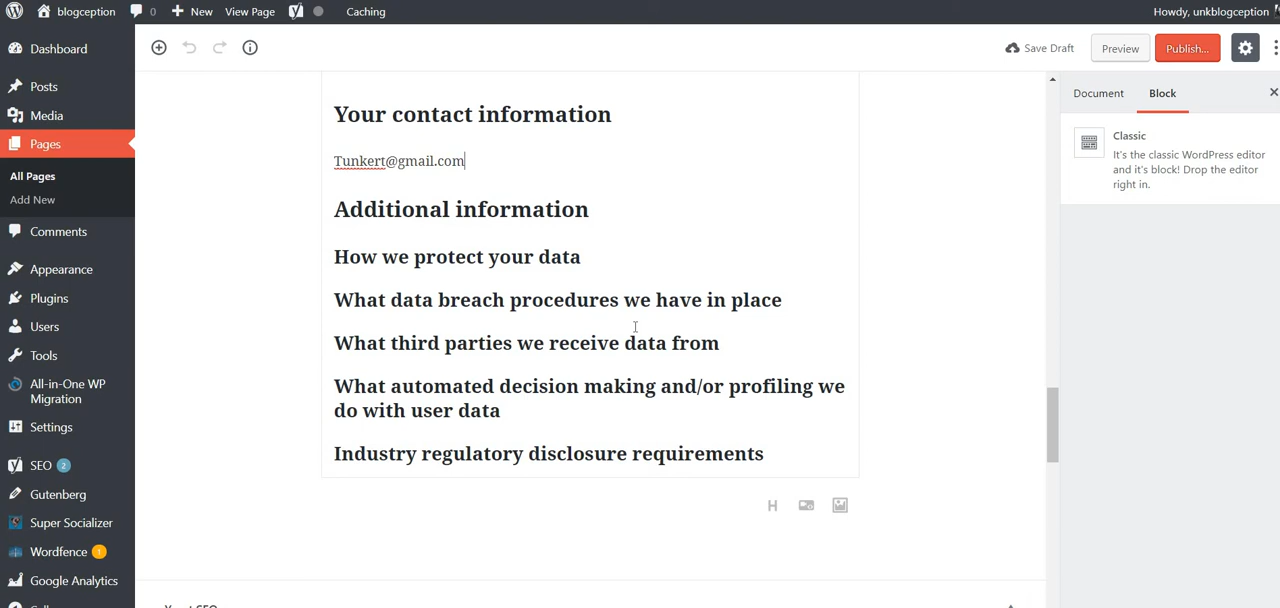 blogception
0
New
View Page
Caching
Howdy, unkblogception
Dashboard
Posts
Media
Pages
All Pages
Add New
Comments
Appearance
Plugins
Users
Tools
All-in-One WP
Migration
Settings
SEO 2
Gutenberg
Super Socializer
Wordfence 1
Google Analytics
Save Draft
Preview
Publish...
Your contact information
Tunkert@gmail.com
Additional information
How we protect your data
What data breach procedures we have in place
What third parties we receive data from
What automated decision making and/or profiling we
do with user data
Industry regulatory disclosure requirements
H
Document
Block
Classic
It's the classic WordPress editor
and it's block! Drop the editor
right in.